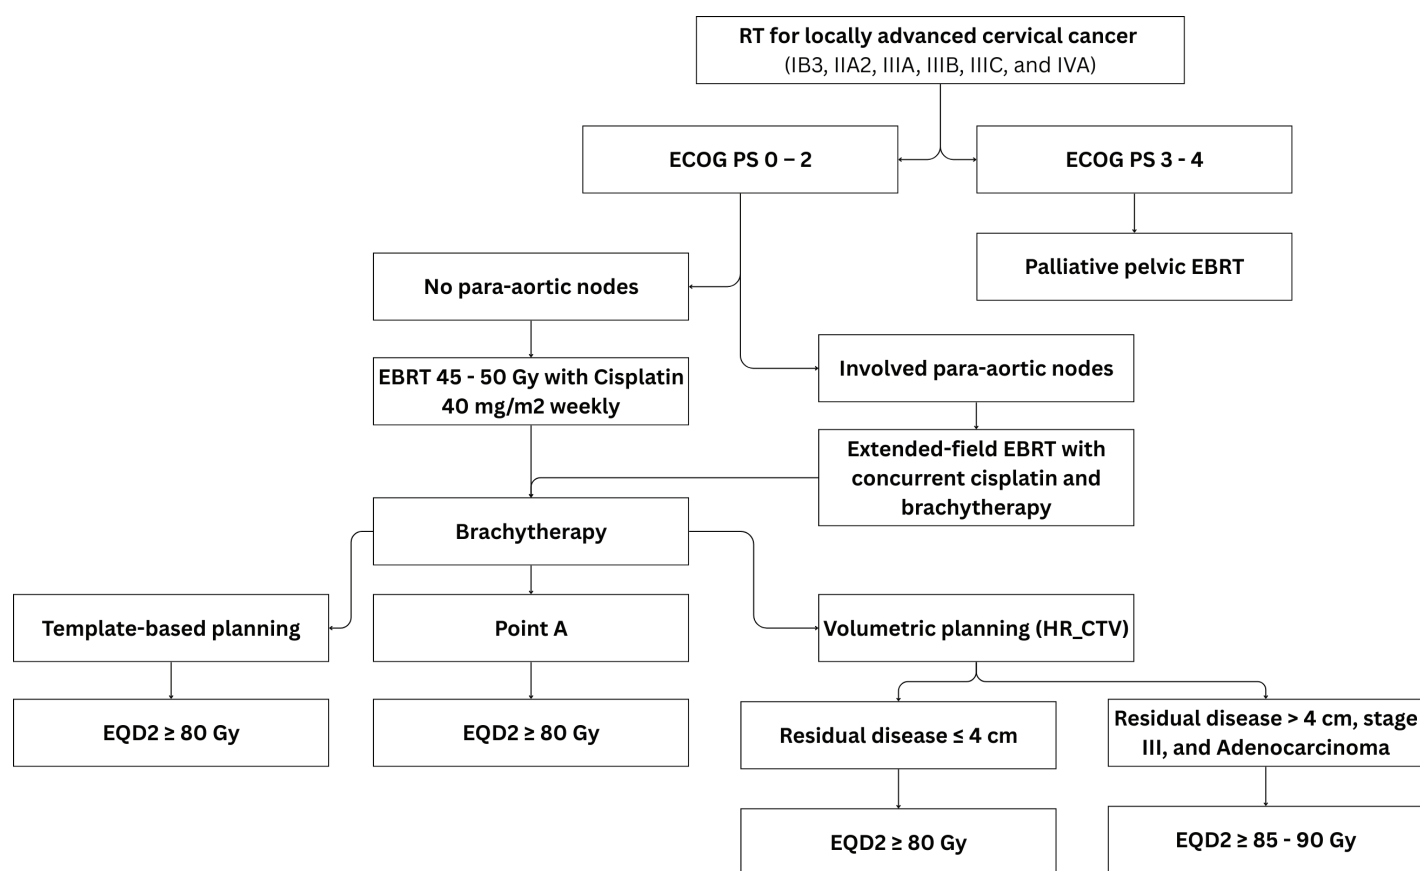 RT for locally advanced cervical cancer
(IB3, IIA2, IIIA, IIIB, IIIC, and IVA)
ECOG PS 0 – 2
ECOG PS 3 - 4
Palliative pelvic EBRT
No para-aortic nodes
Involved para-aortic nodes
EBRT 45 - 50 Gy with Cisplatin
40 mg/m2 weekly
Extended-field EBRT with
concurrent cisplatin and
brachytherapy
Brachytherapy
Template-based planning
Point A
Volumetric planning (HR_CTV)
EQD2 ≥ 80 Gy
EQD2 ≥ 80 Gy
Residual disease ≤ 4 cm
Residual disease > 4 cm, stage
III, and Adenocarcinoma
EQD2 ≥ 80 Gy
EQD2 ≥ 85 - 90 Gy